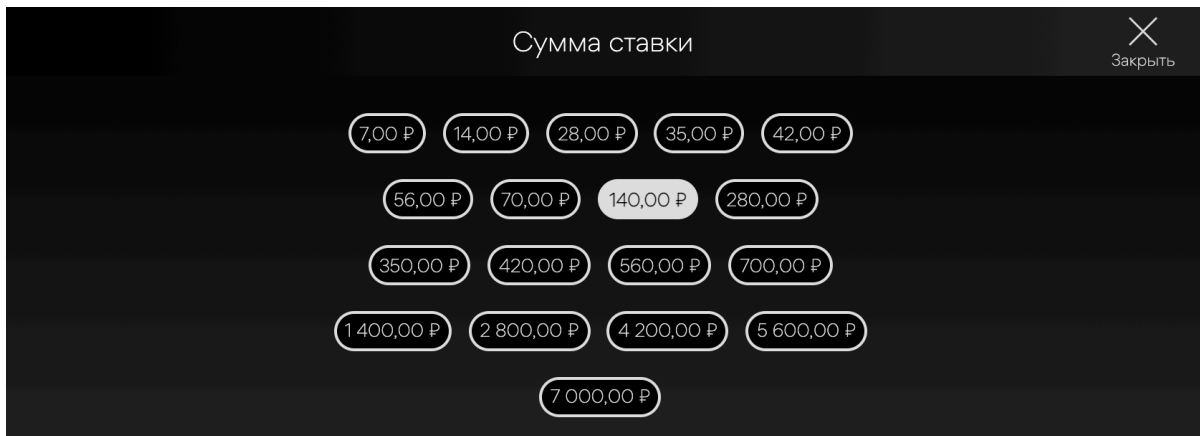 Сумма ставки
Закрыть
7,00 ₽ 14,00 ₽ 28,00 ₽ 35,00 ₽ 42,00 ₽
56,00 ₽ 70,00 ₽ 140,00 ₽ 280,00 ₽
350,00 ₽ 420,00 ₽ 560,00 ₽ 700,00 ₽
1 400,00 ₽ 2 800,00 ₽ 4 200,00 ₽ 5 600,00 ₽
7 000,00 ₽